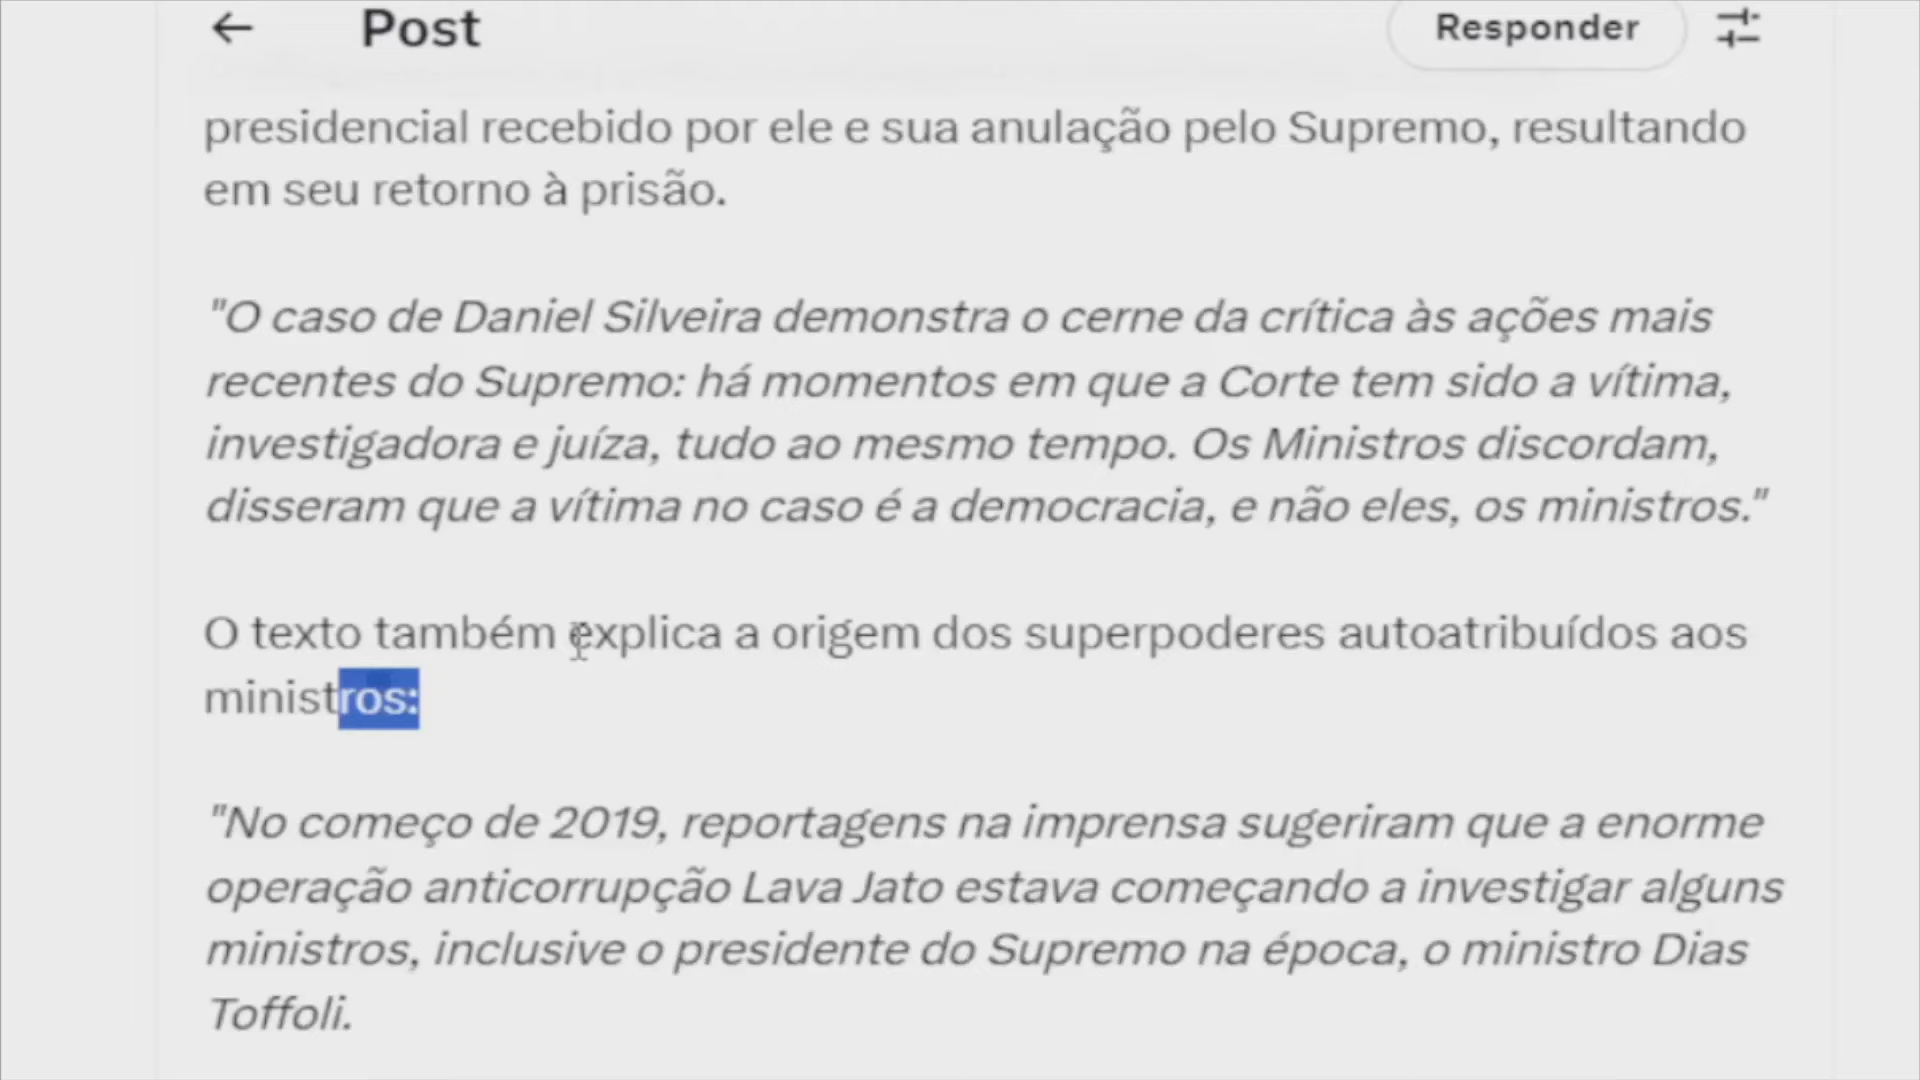 Post
Responder
presidencial recebido por ele e sua anulação pelo Supremo, resultando
em seu retorno à prisão.
"O caso de Daniel Silveira demonstra o cerne da crítica às ações mais
recentes do Supremo: há momentos em que a Corte tem sido a vítima,
investigadora e juíza, tudo ao mesmo tempo. Os Ministros discordam,
disseram que a vítima no caso é a democracia, e não eles, os ministros."
O texto também explica a origem dos superpoderes autoatribuídos aos
ministros:
"No começo de 2019, reportagens na imprensa sugeriram que a enorme
operação anticorrupção Lava Jato estava começando a investigar alguns
ministros, inclusive o presidente do Supremo na época, o ministro Dias
Toffoli.